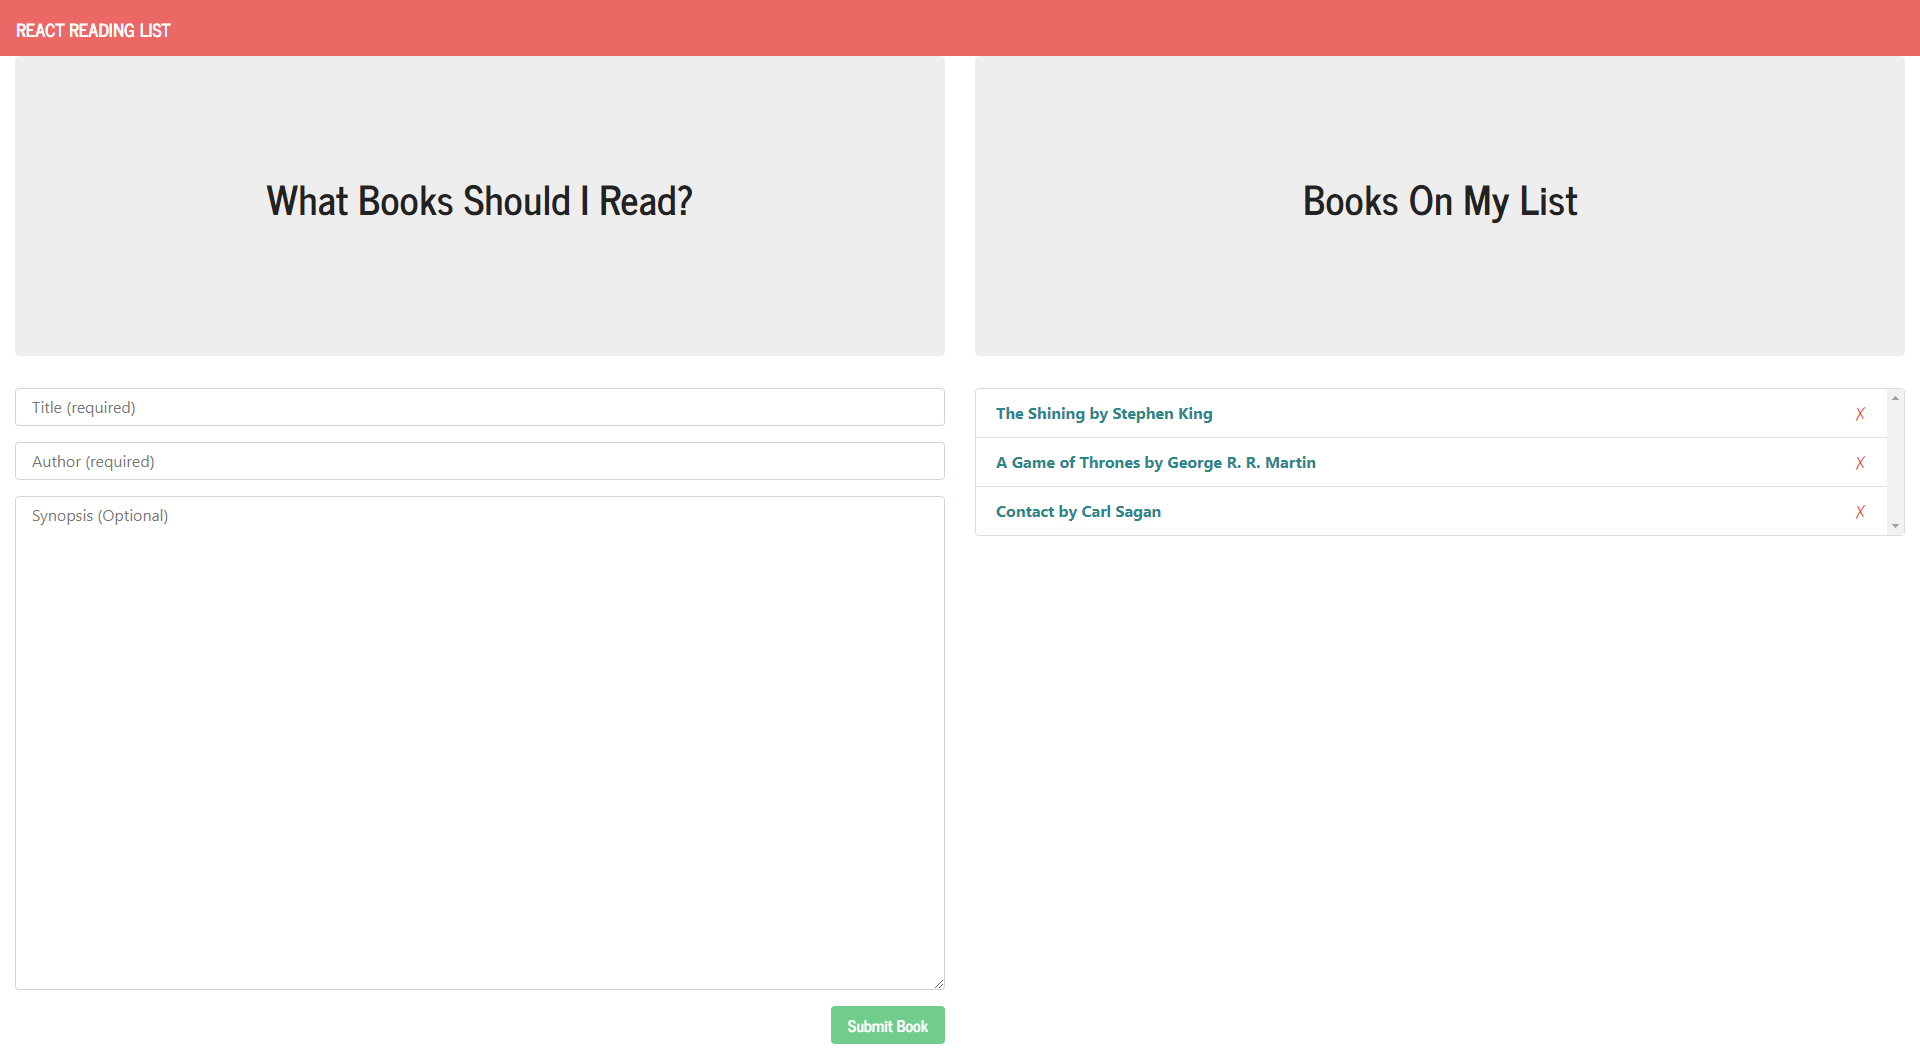 REACT READING LIST
What Books Should I Read?
Books On My List
Title (required)
Author (required)
Synopsis (Optional)
Submit Book
The Shining by Stephen King ✗
A Game of Thrones by George R. R. Martin ✗
Contact by Carl Sagan ✗